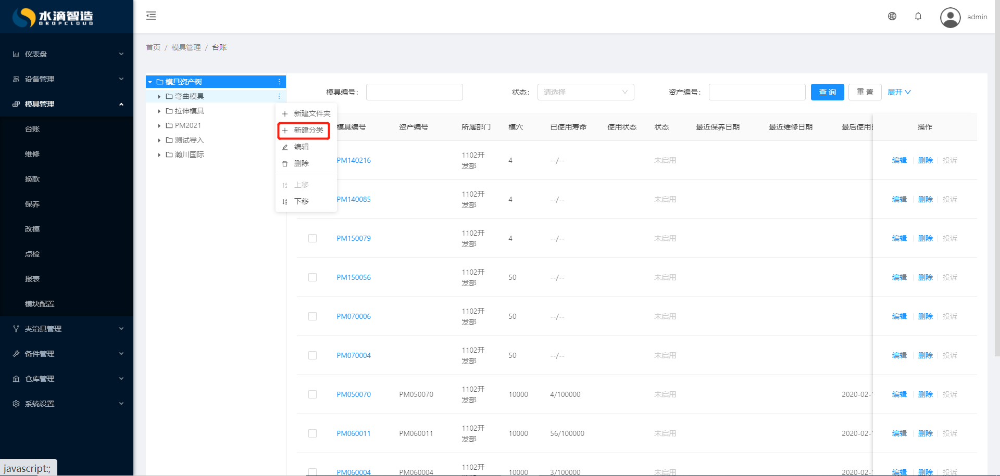 水滴智造
DROPCLOUD
admin
首页 / 模具管理 / 台账
仪表盘
设备管理
模具管理
台账
维修
换款
保养
改模
点检
报表
模块配置
夹治具管理
备件管理
仓库管理
系统设置
javascript:;
模具资产树
弯曲模具
拉伸模具
PM2021
测试导入
瀚川国际
新建文件夹
新建分类
编辑
删除
上移
下移
模具编号：
状态： 请选择
资产编号：
查 询 重 置 展开
模具编号 资产编号 所属部门 模穴 已使用寿命 使用状态 状态 最近保养日期 最近维修日期 最后使用 操作
PM140216 1102开发部 4 --/-- 未启用 编辑 删除 投诉
PM140085 1102开发部 4 --/-- 未启用 编辑 删除 投诉
PM150079 1102开发部 4 --/-- 未启用 编辑 删除 投诉
PM150056 1102开发部 50 --/-- 未启用 编辑 删除 投诉
PM070006 1102开发部 50 --/-- 未启用 编辑 删除 投诉
PM070004 1102开发部 50 --/-- 未启用 编辑 删除 投诉
PM050070 PM050070 1102开发部 10000 4/100000 未启用 2020-02- 编辑 删除 投诉
PM060011 PM060011 1102开发部 10000 56/100000 未启用 2020-02- 编辑 删除 投诉
PM060004 PM060004 1102开 10000 3/100000 未启用 2020-02- 编辑 删除 投诉